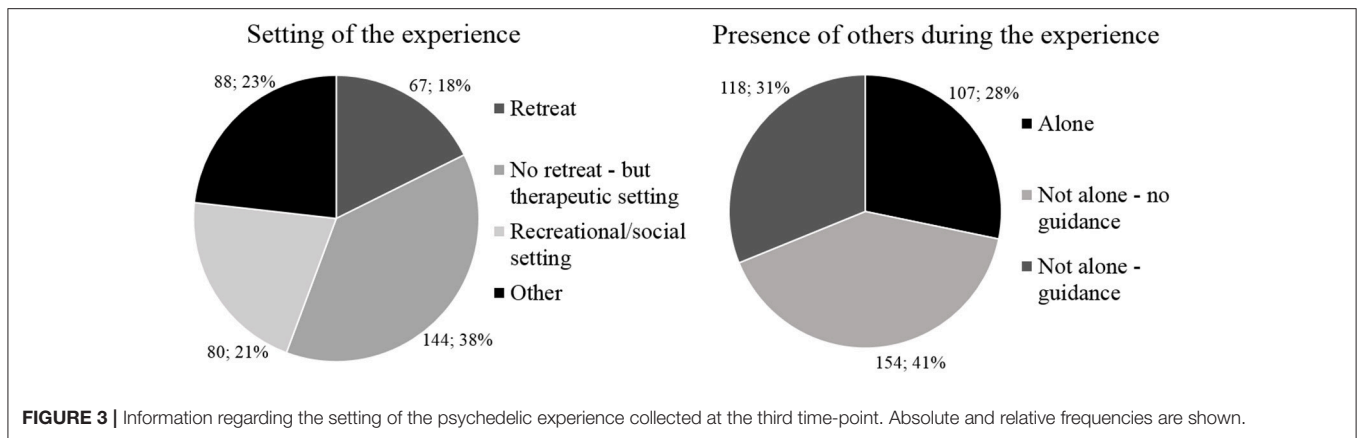 Setting of the experience
88; 23%
67; 18%
Retreat
No retreat - but
therapeutic setting
Recreational/social
setting
Other
80; 21%
144; 38%
Presence of others during the experience
118; 31%
107; 28%
Alone
Not alone - no
guidance
Not alone -
guidance
154; 41%
FIGURE 3 | Information regarding the setting of the psychedelic experience collected at the third time-point. Absolute and relative frequencies are shown.